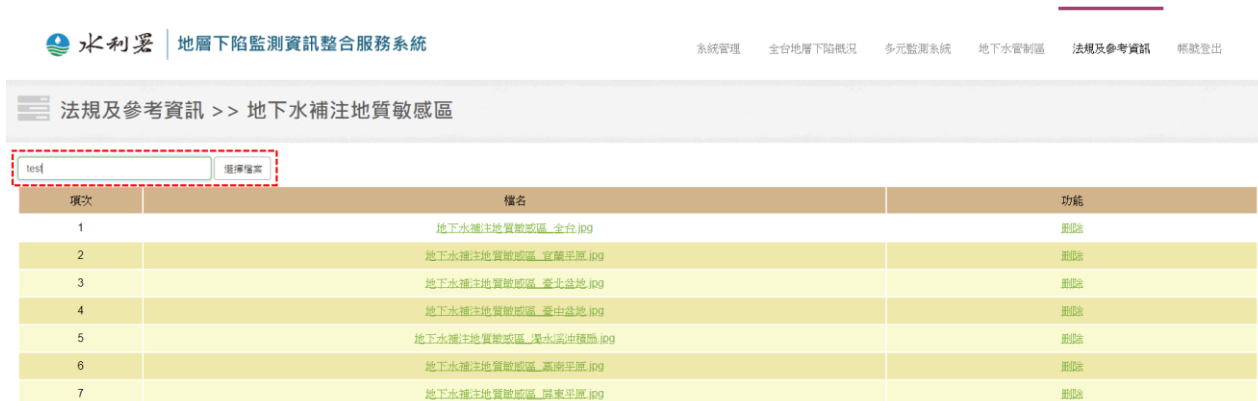 水利署 地層下陷監測資訊整合服務系統
系統管理 全台地層下陷概況 多元監測系統 地下水管制區 法規及參考資訊 帳號登出
法規及參考資訊 >> 地下水補注地質敏感區
test 選擇檔案
項次 檔名 功能
1 地下水補注地質敏感區_全台.jpg 刪除
2 地下水補注地質敏感區_宜蘭平原.jpg 刪除
3 地下水補注地質敏感區_臺北盆地.jpg 刪除
4 地下水補注地質敏感區_臺中盆地.jpg 刪除
5 地下水補注地質敏感區_濁水溪沖積扇.jpg 刪除
6 地下水補注地質敏感區_嘉南平原.jpg 刪除
7 地下水補注地質敏感區_屏東平原.jpg 刪除